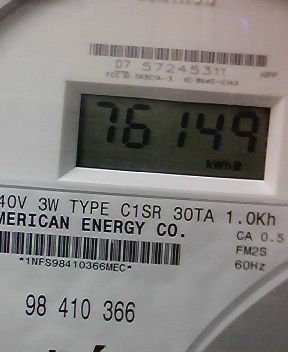 07 57245311
76149
kWh
40V 3W TYPE C1SR 30TA 1.0Kh
MERICAN ENERGY CO.
CA 0.5
FM2S
60Hz
*1NFS98410366MEC*
98 410 366